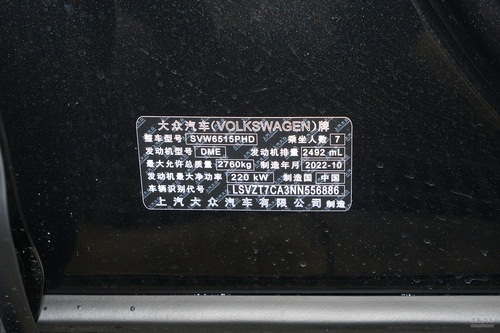 大众汽车(VOLKSWAGEN)牌
整车型号 SVW6515PHD 乘坐人数 7
发动机型号 DME 发动机排量 2492 mL
最大允许总质量 2760kg 制造年月 2022-10
发动机最大净功率 220 kW 制造国 中国
车辆识别代号 LSVZT7CA3NN556886
上汽大众汽车有限公司 制造